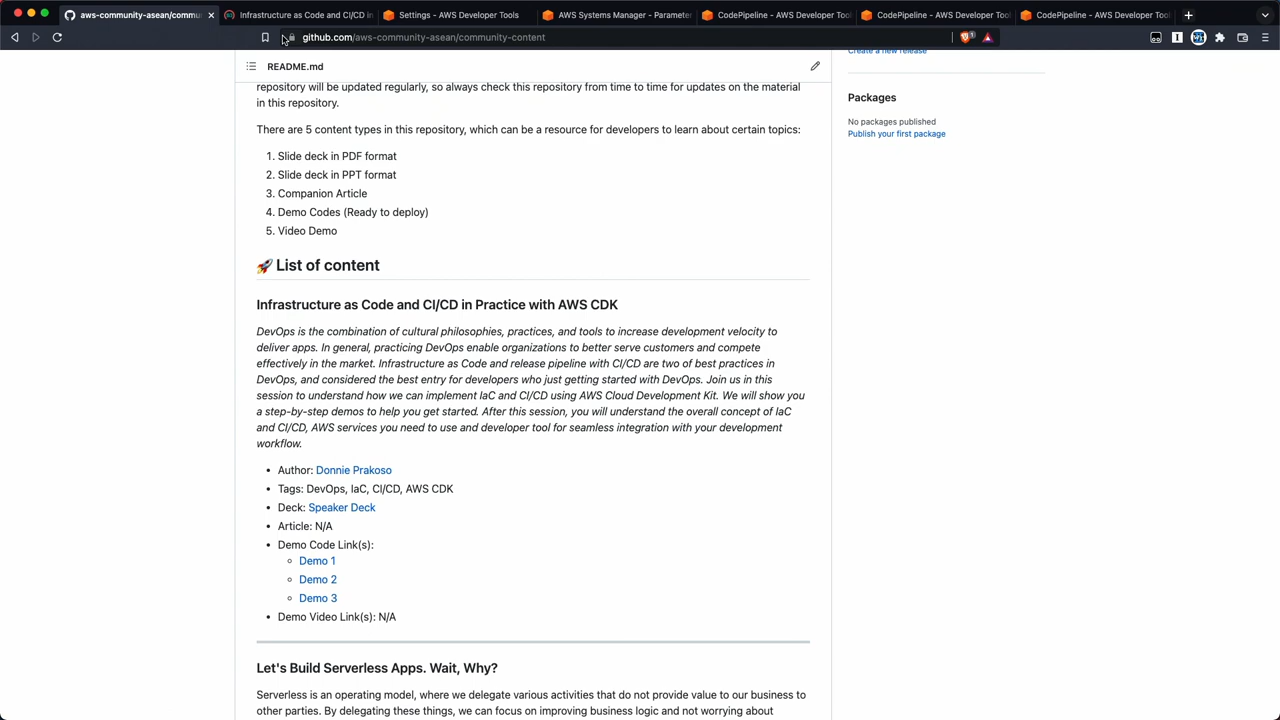 aws-community-asean/commu
Infrastructure as Code and CI/CD in
Settings - AWS Developer Tools
AWS Systems Manager - Parameter
CodePipeline - AWS Developer Tool
CodePipeline - AWS Developer Tool
CodePipeline - AWS Developer Tool
github.com/aws-community-asean/community-content
README.md
Create a new release
repository will be updated regularly, so always check this repository from time to time for updates on the material
in this repository.
Packages
No packages published
Publish your first package
There are 5 content types in this repository, which can be a resource for developers to learn about certain topics:
1. Slide deck in PDF format
2. Slide deck in PPT format
3. Companion Article
4. Demo Codes (Ready to deploy)
5. Video Demo
🚀 List of content
Infrastructure as Code and CI/CD in Practice with AWS CDK
DevOps is the combination of cultural philosophies, practices, and tools to increase development velocity to
deliver apps. In general, practicing DevOps enable organizations to better serve customers and compete
effectively in the market. Infrastructure as Code and release pipeline with CI/CD are two of best practices in
DevOps, and considered the best entry for developers who just getting started with DevOps. Join us in this
session to understand how we can implement IaC and CI/CD using AWS Cloud Development Kit. We will show you
a step-by-step demos to help you get started. After this session, you will understand the overall concept of IaC
and CI/CD, AWS services you need to use and developer tool for seamless integration with your development
workflow.
• Author: Donnie Prakoso
• Tags: DevOps, IaC, CI/CD, AWS CDK
• Deck: Speaker Deck
• Article: N/A
• Demo Code Link(s):
◦ Demo 1
◦ Demo 2
◦ Demo 3
• Demo Video Link(s): N/A
Let's Build Serverless Apps. Wait, Why?
Serverless is an operating model, where we delegate various activities that do not provide value to our business to
other parties. By delegating these things, we can focus on improving business logic and not worrying about